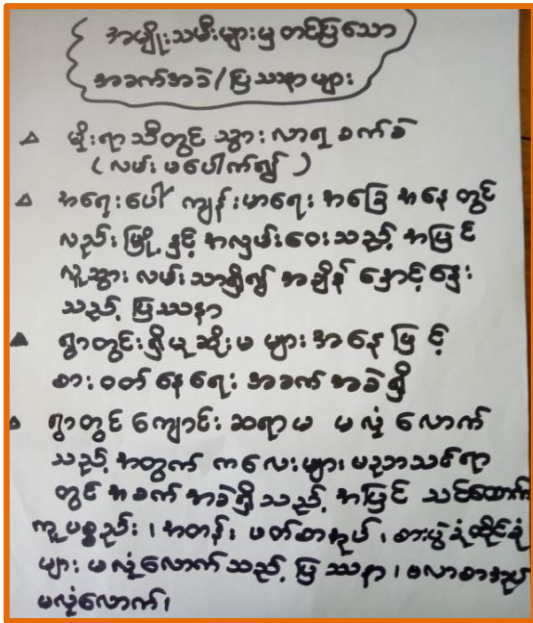 အမျိုးသမီးများမှ တင်ပြသော
အခက်အခဲ / ပြဿနာများ
မိုးရာသီတွင် သွားလာရ ခက်ခဲ
( လမ်းမပေါက်၍ )
အရေးပေါ် ကျန်းမာရေး အခြေအနေတွင်
လည်း မြို့နှင့် အလှမ်းဝေးသည့် အပြင်
လူသွားလမ်းသာရှိ၍ အချိန် နှောင့်နှေး
သည့် ပြဿနာ
ရွာတွင်းရှိ မုဆိုးမ များအနေဖြင့်
စားဝတ်နေရေး အခက်အခဲရှိ
ရွာတွင် ကျောင်းဆရာမ မလုံလောက်
သည့်အတွက် ကလေးများ ပညာသင်ရာ
တွင် အခက်အခဲရှိသည့် အပြင် သင်ထောက်
ကူပစ္စည်း ၊ အတန်း ဖတ်စာအုပ် ၊ စားပွဲခုံထိုင်ခုံ
များ မလုံလောက်သည့် ပြဿနာ ၊ ဗလာစာအုပ်
မလုံလောက် ၊